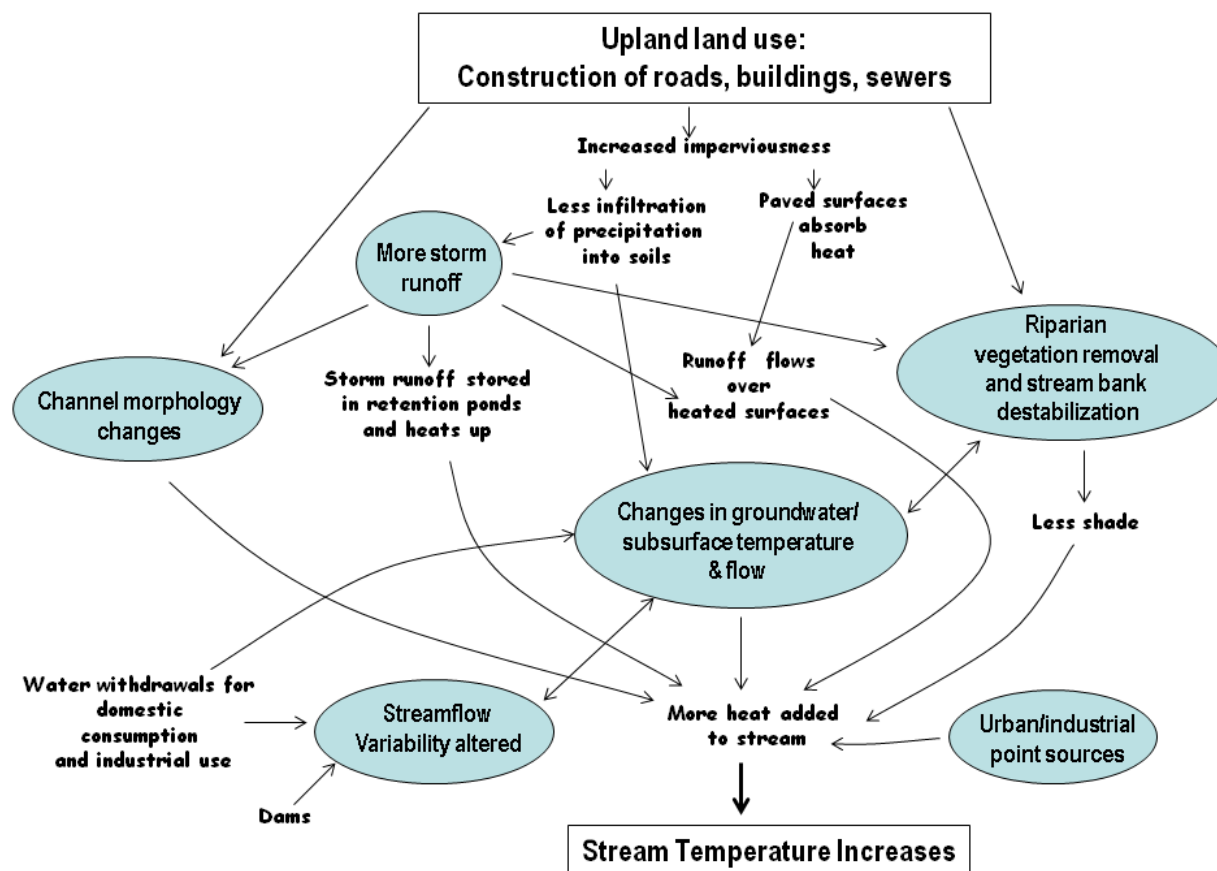 Upland land use:
Construction of roads, buildings, sewers
Increased imperviousness
Less infiltration
of precipitation
into soils
Paved surfaces
absorb
heat
More storm
runoff
Riparian
vegetation removal
and stream bank
destabilization
Channel morphology
changes
Storm runoff stored
in retention ponds
and heats up
Runoff flows
over
heated surfaces
Changes in groundwater/
subsurface temperature
& flow
Less shade
Water withdrawals for
domestic
consumption
and industrial use
Streamflow
Variability altered
More heat added
to stream
Urban/industrial
point sources
Dams
Stream Temperature Increases